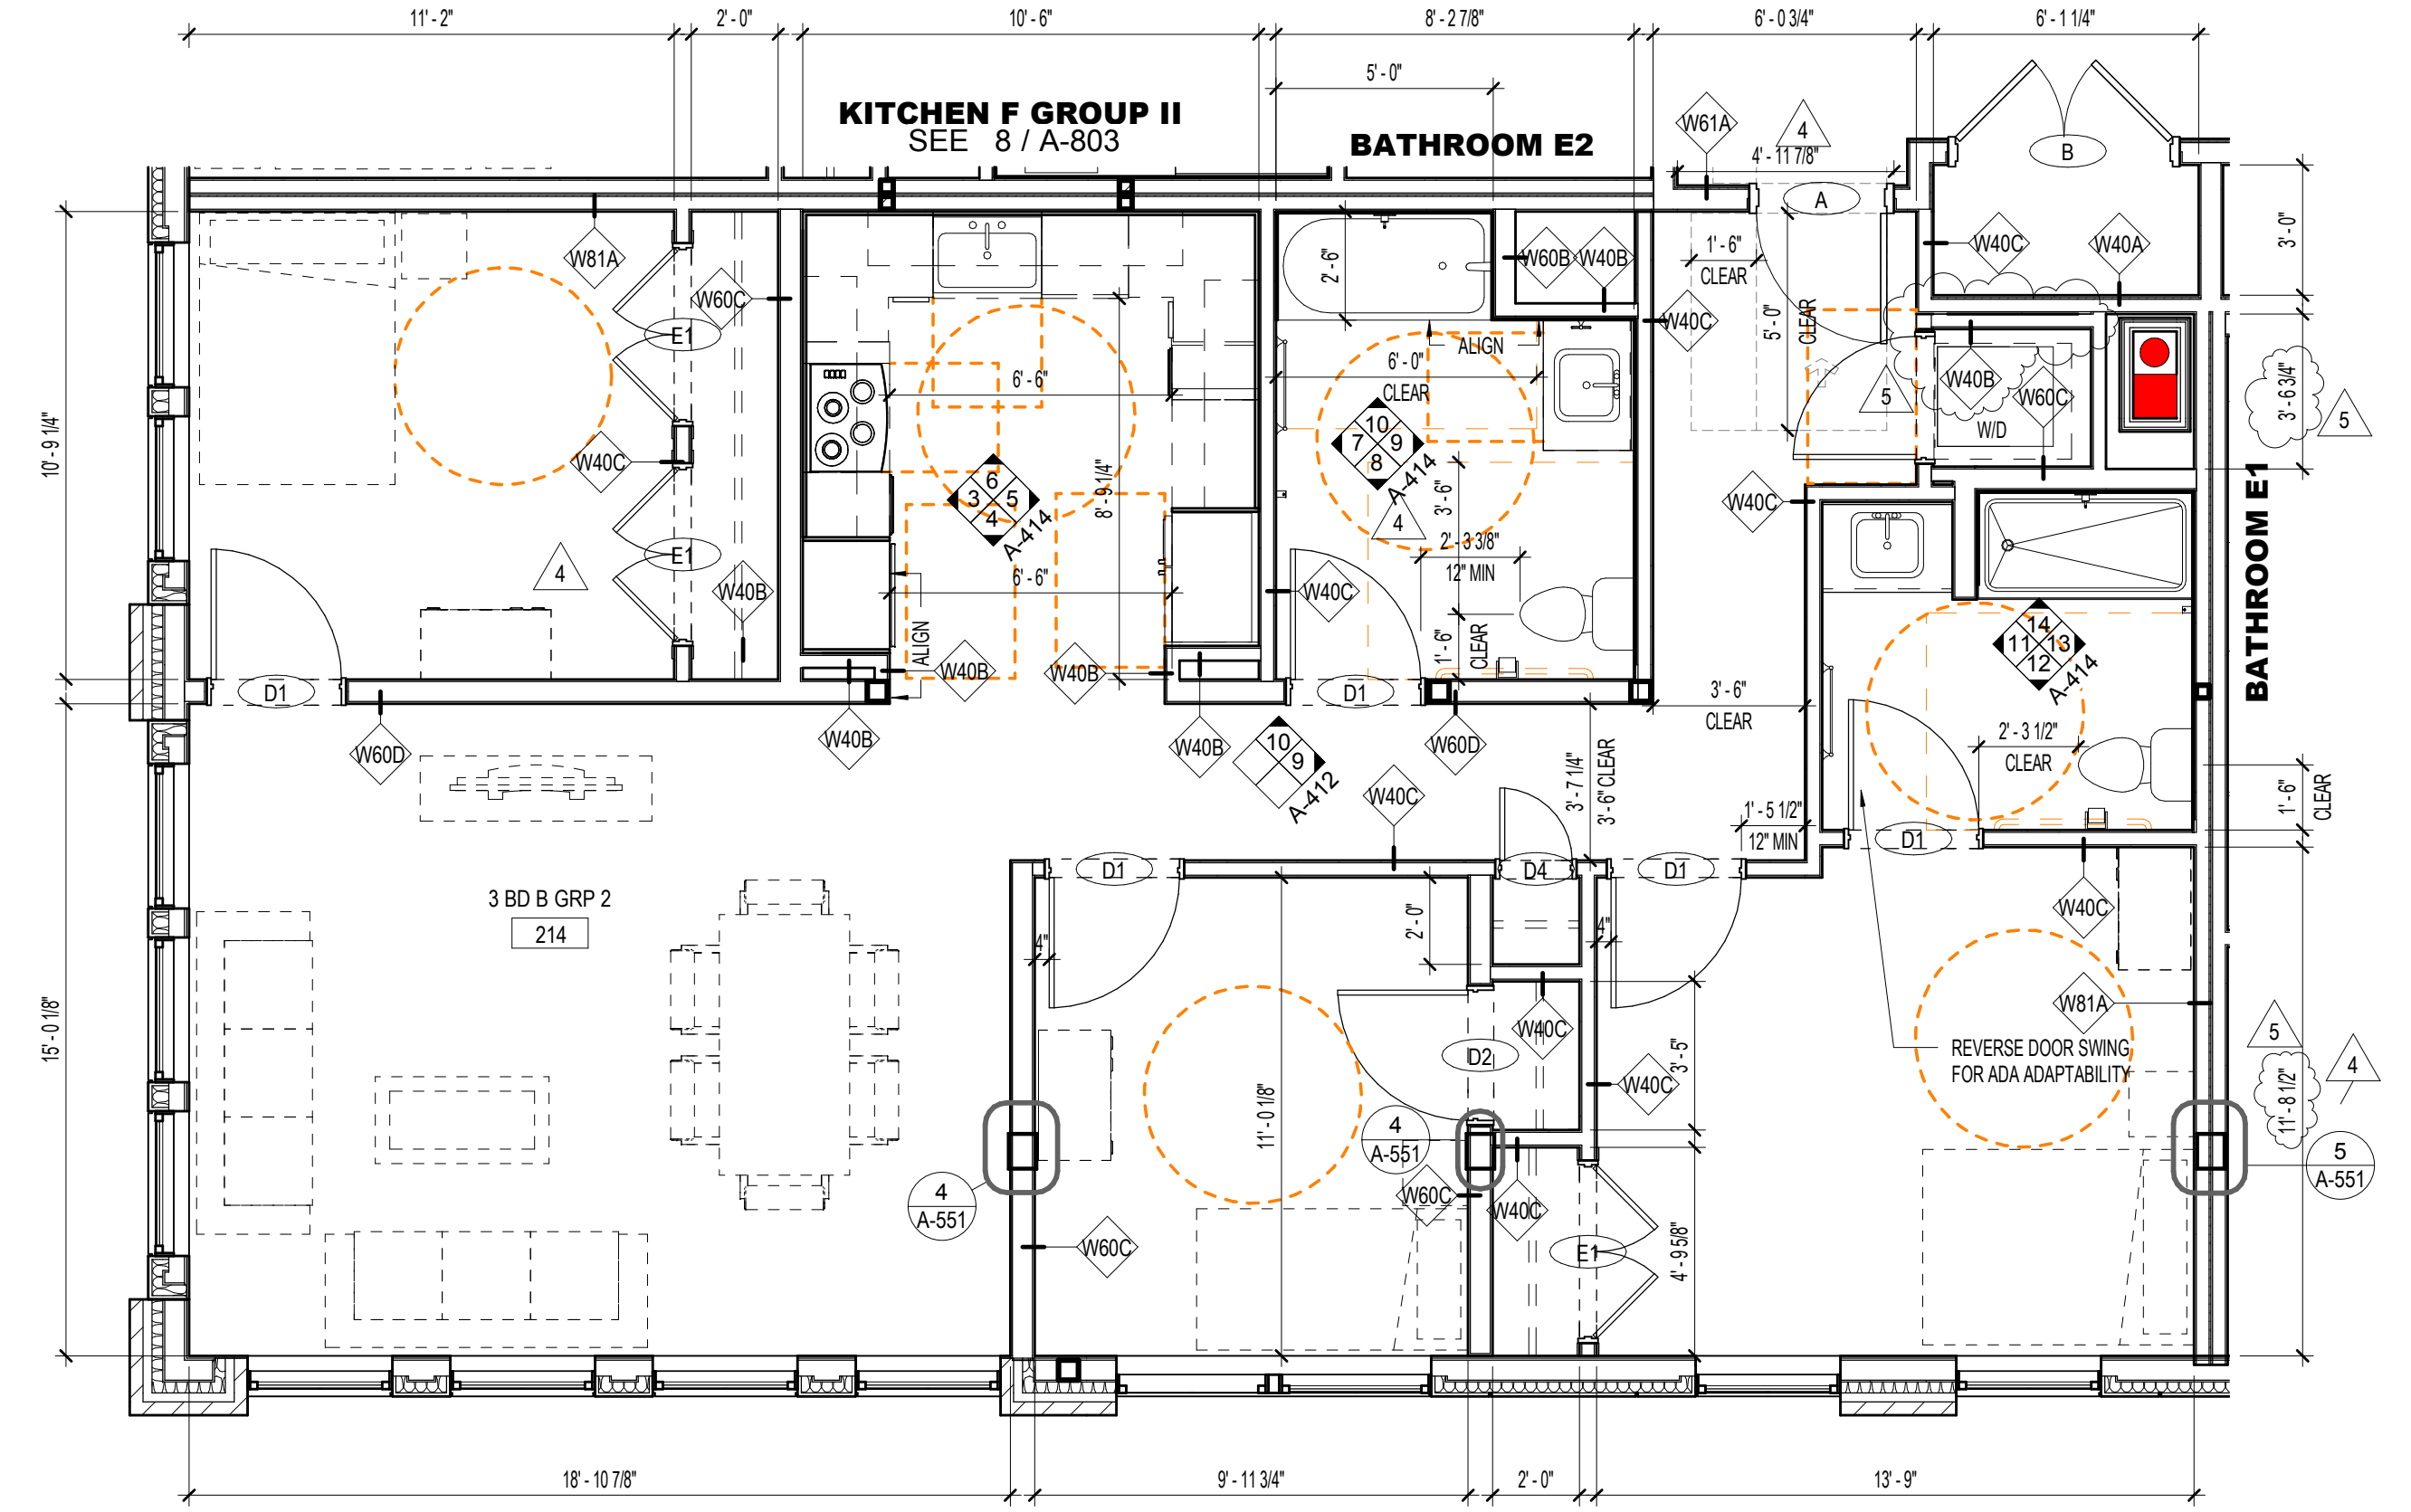 11' - 2"
2' - 0"
10' - 6"
8' - 2 7/8"
6' - 0 3/4"
6' - 1 1/4"
5' - 0"
KITCHEN F GROUP II
SEE 8 / A-803
BATHROOM E2
W61A
4
4' - 11 7/8"
B
A
W81A
W60C
W60B
W40B
1' - 6"
CLEAR
W40C
W40A
3' - 0"
2' - 6"
W40C
5' - 0"
CLEAR
E1
ALIGN
6' - 0"
CLEAR
6' - 6"
W40B
W60C
5
W/D
3' - 6 3/4"
5
10' - 9 1/4"
W40C
10
7
9
8
A-414
6
3
5
4
A-414
8' - 9 1/4"
3' - 6"
4
W40C
BATHROOM E1
E1
4
W40B
6' - 6"
W40C
2' - 3 3/8"
12" MIN
ALIGN
1' - 6"
CLEAR
14
11
13
12
A-414
D1
W40B
W40B
D1
3' - 6"
CLEAR
W60D
W40B
W40B
10
9
A-412
W60D
3' - 7 1/4"
3' - 6" CLEAR
2' - 3 1/2"
CLEAR
1' - 6"
CLEAR
W40C
1' - 5 1/2"
12" MIN
D1
D1
D4
D1
3 BD B GRP 2
214
W40C
4"
2' - 0"
4"
15' - 0 1/8"
W81A
W40C
D2
3' - 5"
W40C
REVERSE DOOR SWING
FOR ADA ADAPTABILITY
5
4
11' - 8 1/2"
11' - 0 1/8"
4
A-551
5
A-551
4
A-551
W60C
W40C
W60C
E1
4' - 9 5/8"
18' - 10 7/8"
9' - 11 3/4"
2' - 0"
13' - 9"